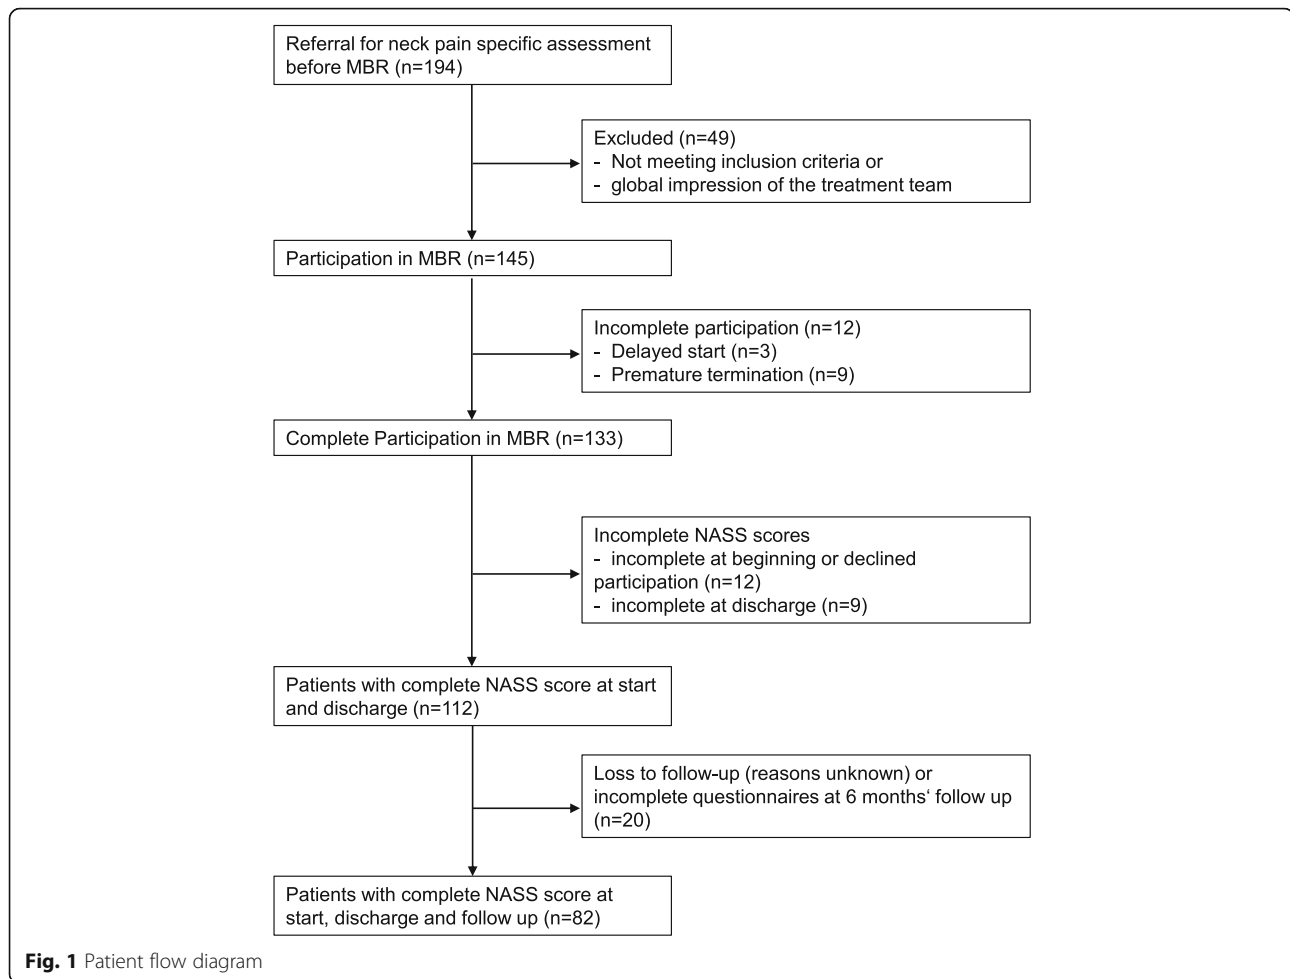 Referral for neck pain specific assessment
before MBR (n=194)
Excluded (n=49)
- Not meeting inclusion criteria or
- global impression of the treatment team
Participation in MBR (n=145)
Incomplete participation (n=12)
- Delayed start (n=3)
- Premature termination (n=9)
Complete Participation in MBR (n=133)
Incomplete NASS scores
- incomplete at beginning or declined
participation (n=12)
- incomplete at discharge (n=9)
Patients with complete NASS score at start
and discharge (n=112)
Loss to follow-up (reasons unknown) or
incomplete questionnaires at 6 months‘ follow up
(n=20)
Patients with complete NASS score at
start, discharge and follow up (n=82)
Fig. 1 Patient flow diagram